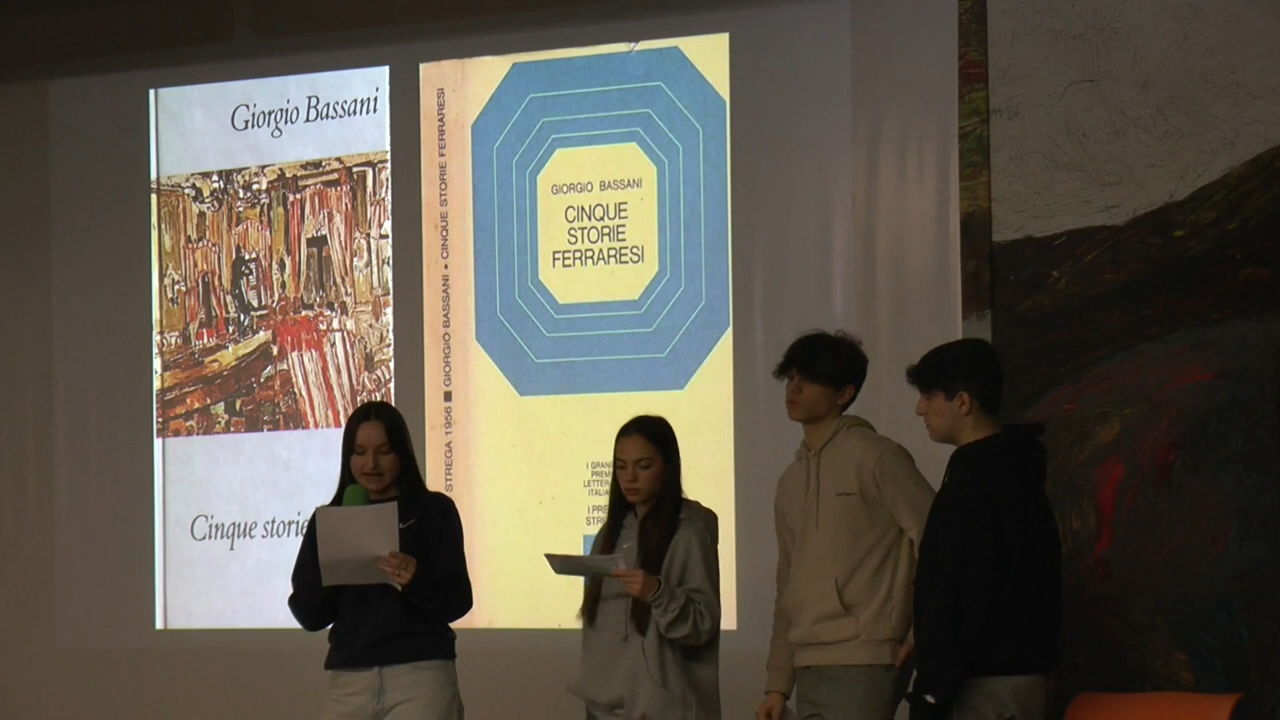 Giorgio Bassani
Cinque storie
STREGA 1956 ■ GIORGIO BASSANI • CINQUE STORIE FERRARESI
GIORGIO BASSANI
CINQUE
STORIE
FERRARESI
I GRAN
PREM
LETTER
ITALIA
I PRE
STR